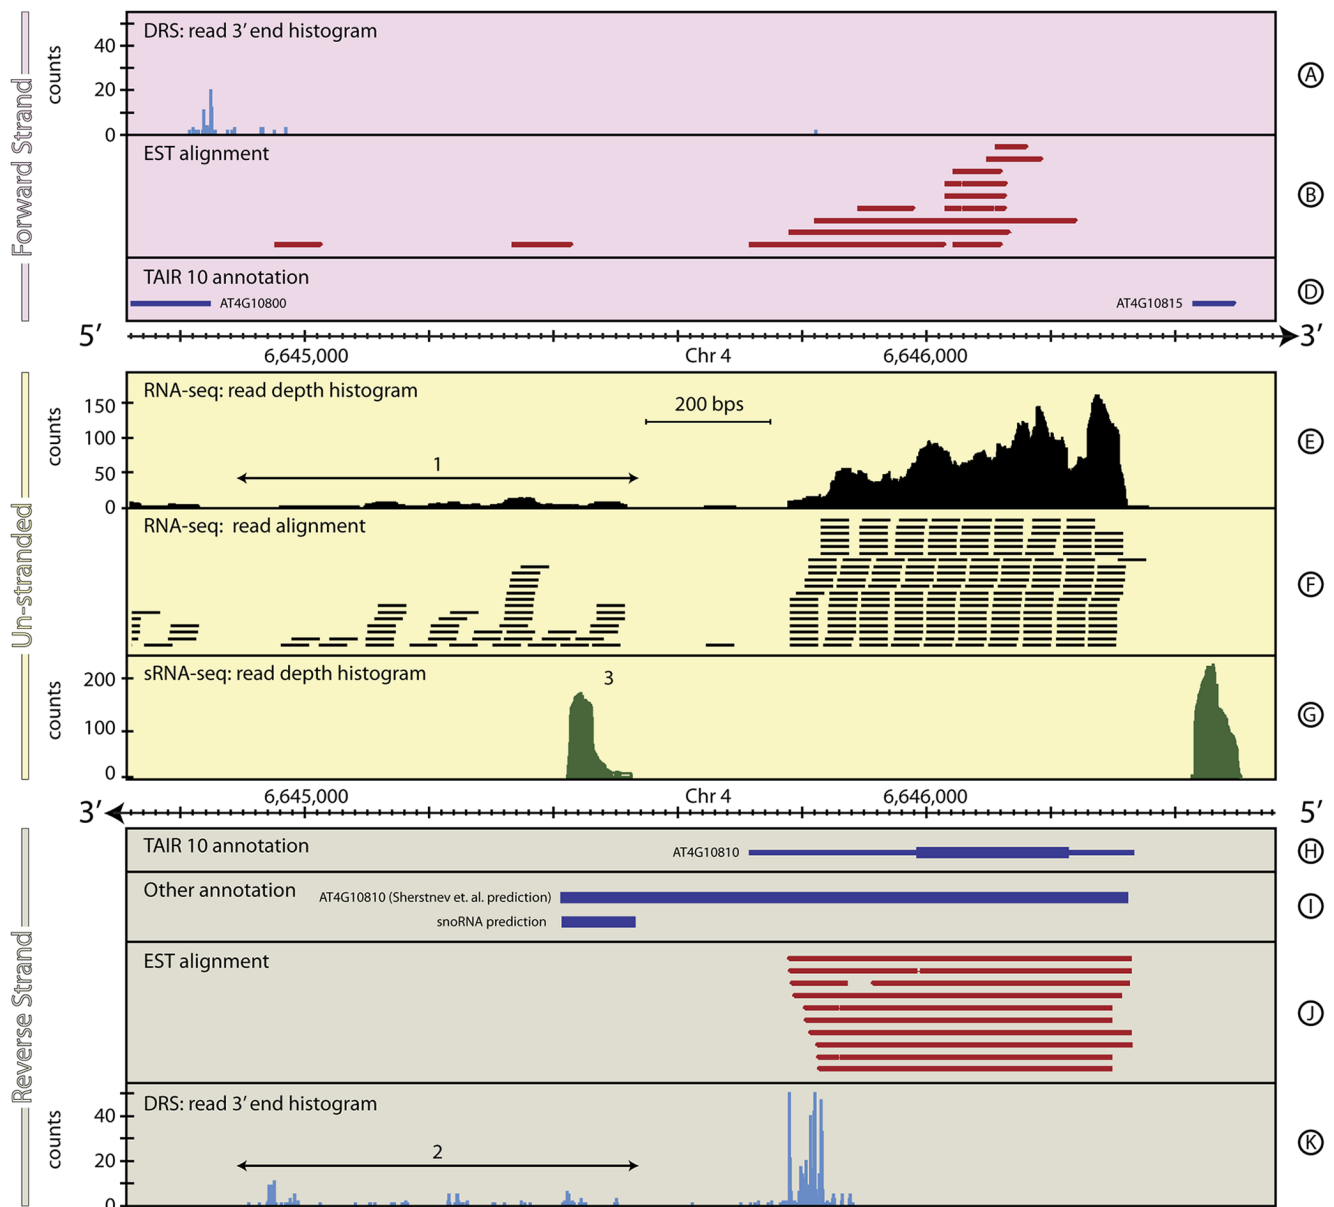 Forward Strand
counts
DRS: read 3' end histogram
40
20
0
A
EST alignment
B
TAIR 10 annotation
AT4G10800
AT4G10815
D
5'
3'
6,645,000
Chr 4
6,646,000
Un-stranded
counts
RNA-seq: read depth histogram
150
100
50
0
1
200 bps
E
RNA-seq: read alignment
F
counts
sRNA-seq: read depth histogram
200
100
0
3
G
6,645,000
Chr 4
6,646,000
3'
5'
Reverse Strand
TAIR 10 annotation
AT4G10810
H
Other annotation
AT4G10810 (Sherstnev et. al. prediction)
snoRNA prediction
I
EST alignment
J
counts
DRS: read 3' end histogram
40
20
0
2
K